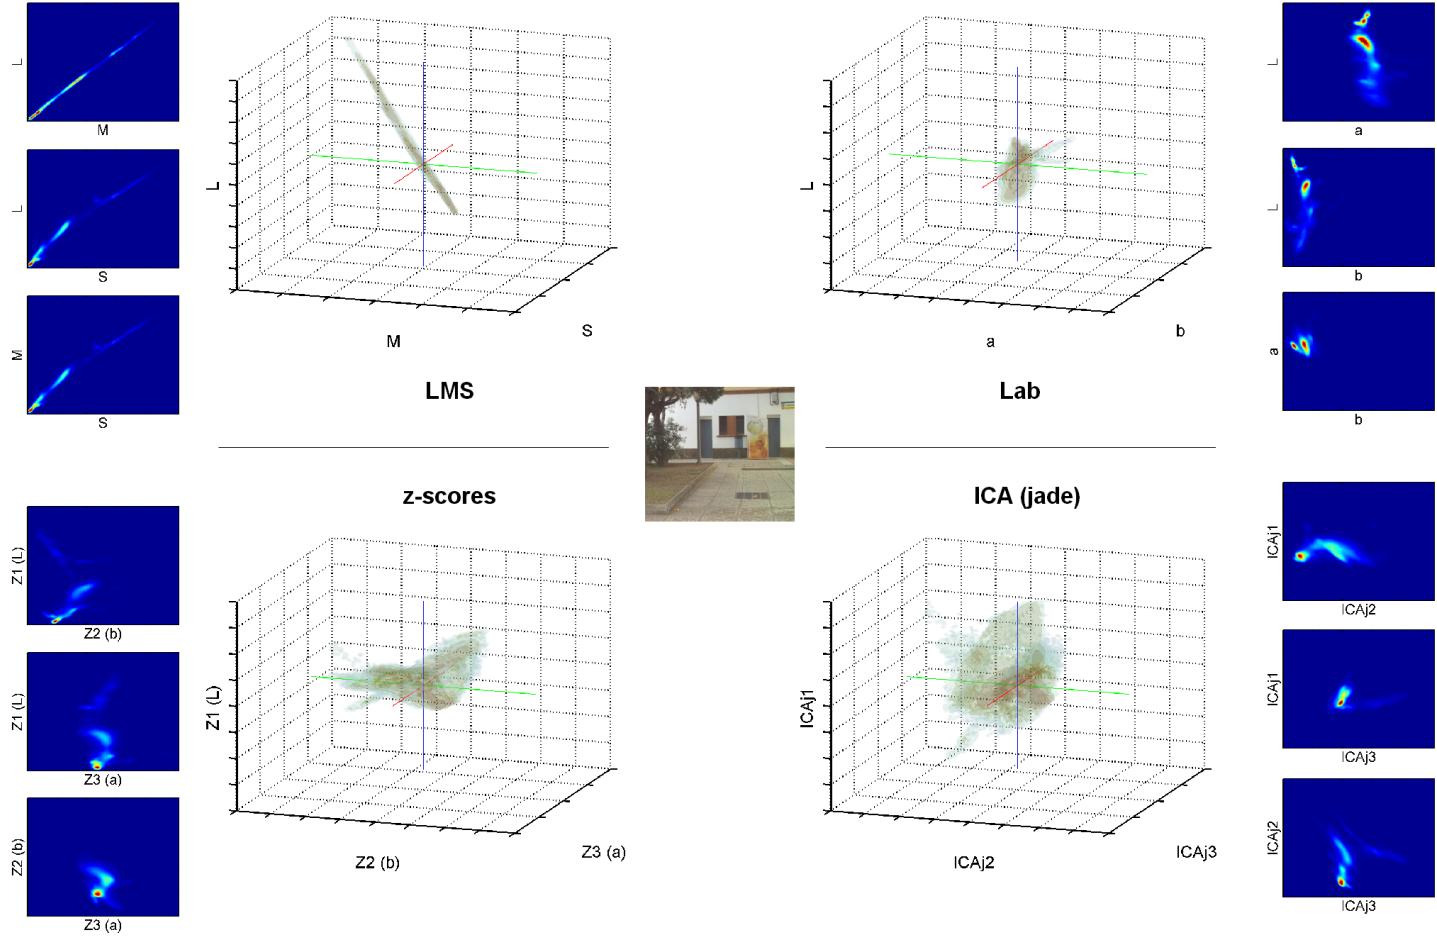 L
M
L
S
M
S
L
M
S
LMS
L
a
b
Lab
L
a
L
b
a
b
z-scores
Z1 (L)
Z2 (b)
Z1 (L)
Z3 (a)
Z2 (b)
Z3 (a)
Z1 (L)
Z2 (b)
Z3 (a)
ICA (jade)
ICAj1
ICAj2
ICAj3
ICAj1
ICAj2
ICAj1
ICAj3
ICAj2
ICAj3